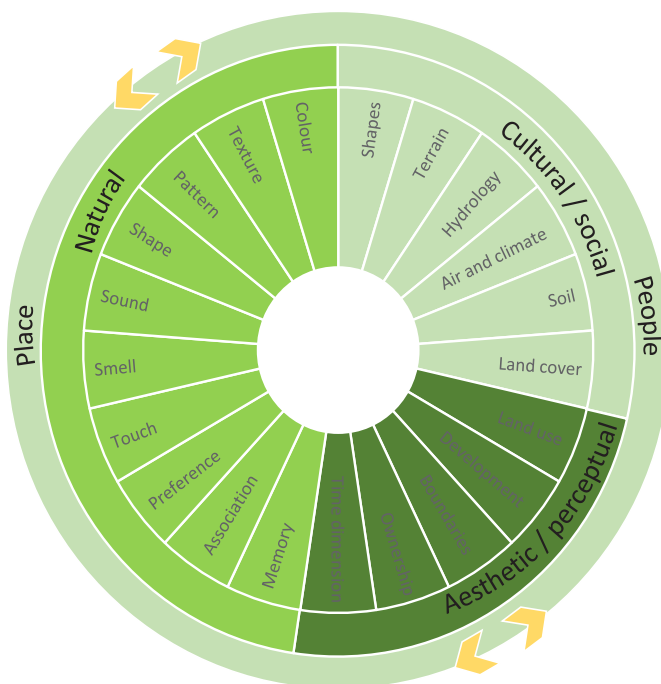 Place
People
Natural
Cultural / social
Aesthetic / perceptual
Shapes
Terrain
Hydrology
Air and climate
Soil
Land cover
Land use
Development
Boundaries
Ownership
Time dimension
Memory
Association
Preference
Touch
Smell
Sound
Shape
Pattern
Texture
Colour